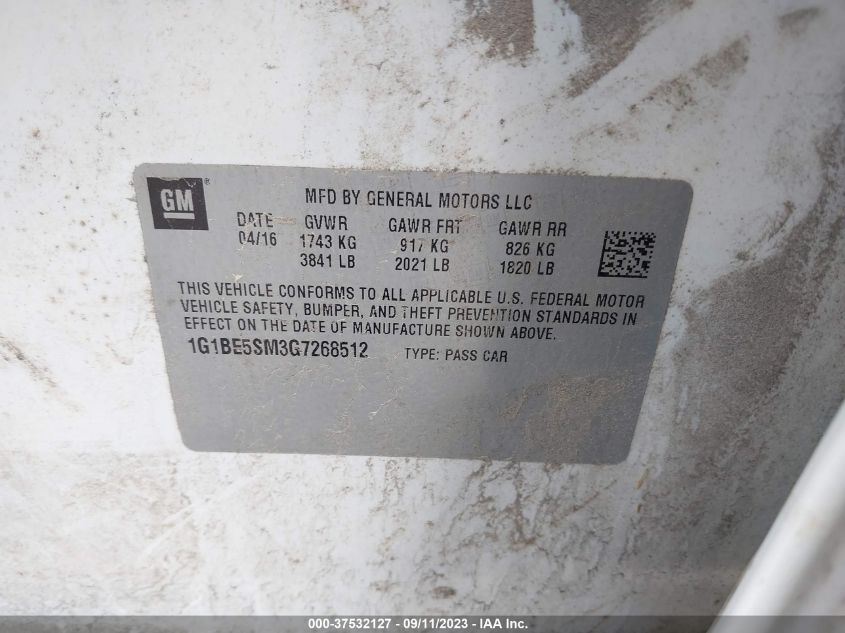 GM®
MFD BY GENERAL MOTORS LLC
DATE GVWR GAWR FRT GAWR RR
04/16 1743 KG 917 KG 826 KG
3841 LB 2021 LB 1820 LB
THIS VEHICLE CONFORMS TO ALL APPLICABLE U.S. FEDERAL MOTOR
VEHICLE SAFETY, BUMPER, AND THEFT PREVENTION STANDARDS IN
EFFECT ON THE DATE OF MANUFACTURE SHOWN ABOVE.
1G1BE5SM3G7268512 TYPE: PASS CAR
000-37532127 - 09/11/2023 - IAA Inc.